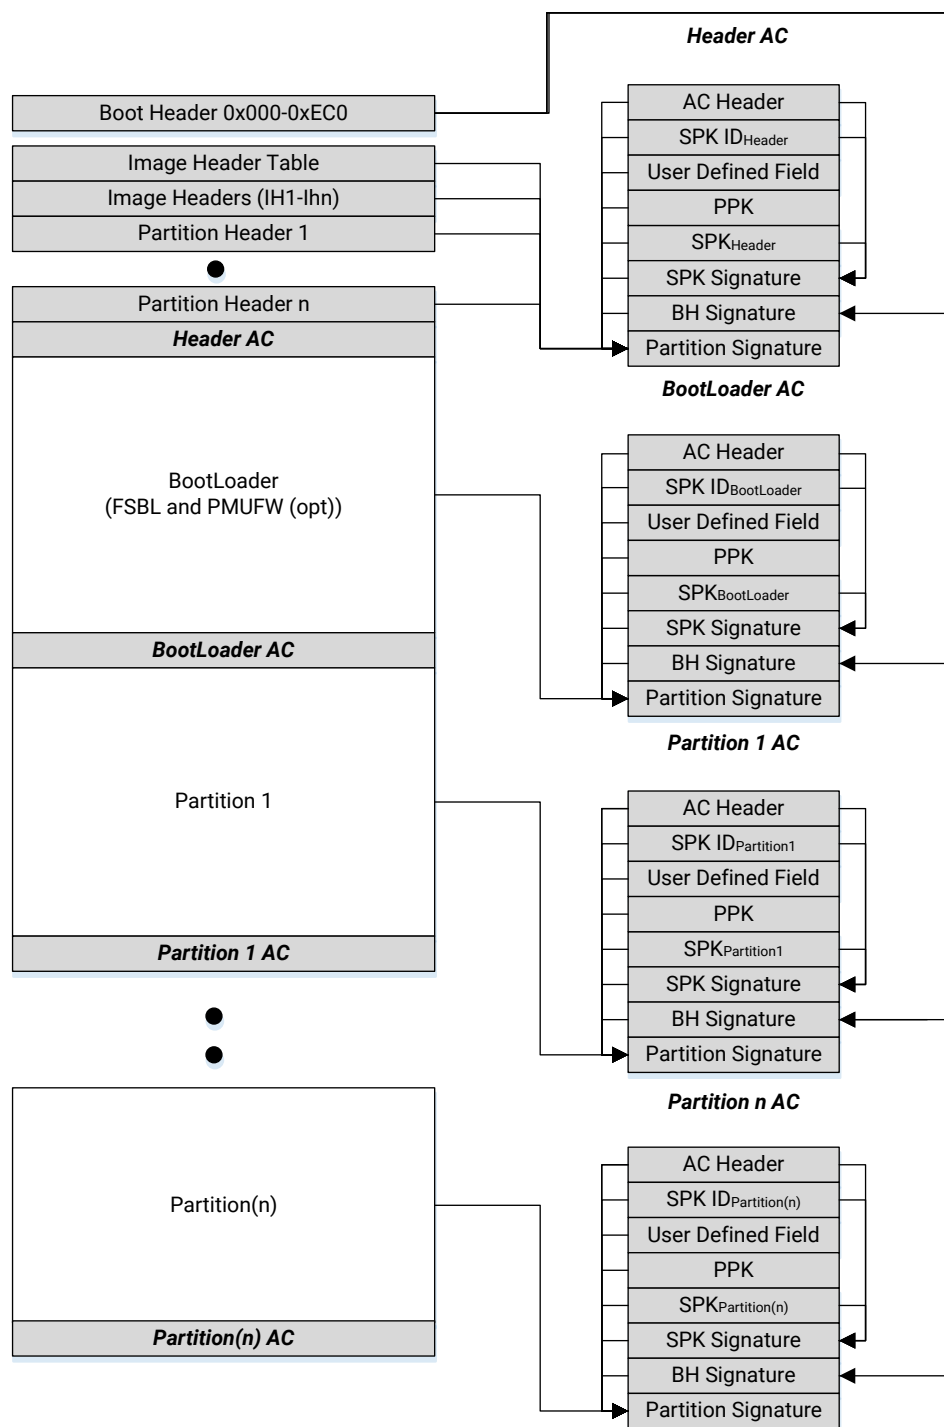 Boot Header 0x000-0xEC0
Image Header Table
Image Headers (IH1-Ihn)
Partition Header 1
Partition Header n
Header AC
BootLoader
(FSBL and PMUFW (opt))
BootLoader AC
Partition 1
Partition 1 AC
Partition(n)
Partition(n) AC
Header AC
AC Header
SPK IDHeader
User Defined Field
PPK
SPKHeader
SPK Signature
BH Signature
Partition Signature
BootLoader AC
AC Header
SPK IDBootLoader
User Defined Field
PPK
SPKBootLoader
SPK Signature
BH Signature
Partition Signature
Partition 1 AC
AC Header
SPK IDPartition1
User Defined Field
PPK
SPKPartition1
SPK Signature
BH Signature
Partition Signature
Partition n AC
AC Header
SPK IDPartition(n)
User Defined Field
PPK
SPKPartition(n)
SPK Signature
BH Signature
Partition Signature